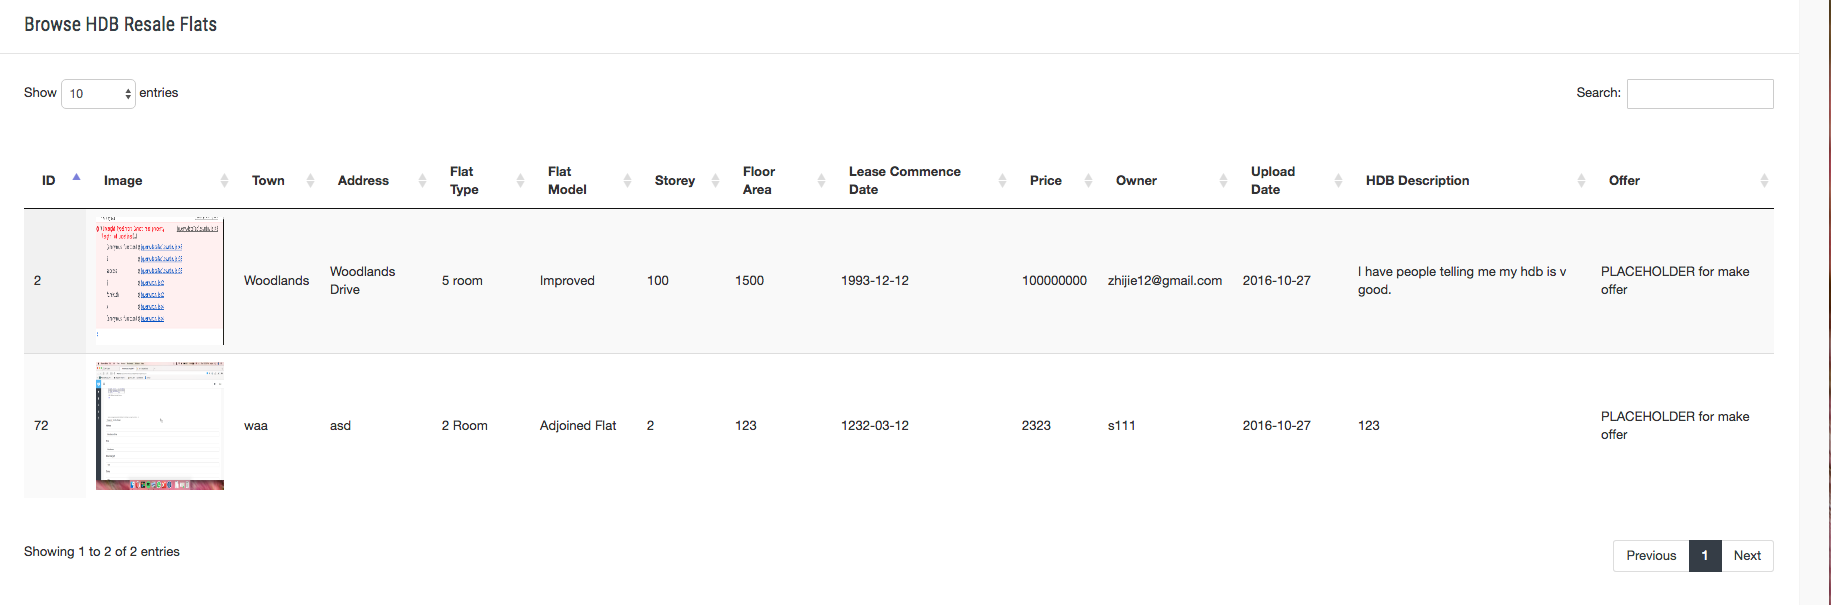 Browse HDB Resale Flats
Show 10 entries
Search:
ID Image Town Address Flat Type Flat Model Storey Floor Area Lease Commence Date Price Owner Upload Date HDB Description Offer
2 Woodlands Woodlands Drive 5 room Improved 100 1500 1993-12-12 100000000 zhijie12@gmail.com 2016-10-27 I have people telling me my hdb is v good. PLACEHOLDER for make offer
72 waa asd 2 Room Adjoined Flat 2 123 1232-03-12 2323 s111 2016-10-27 123 PLACEHOLDER for make offer
Showing 1 to 2 of 2 entries
Previous 1 Next